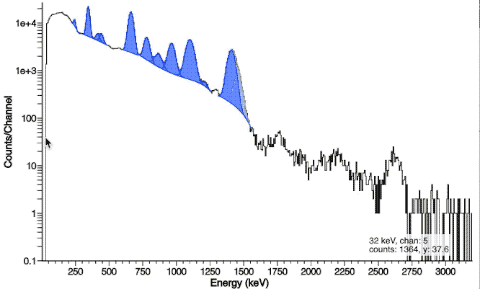 1e+4
1e+3
100
10
1
0.1
Counts/Channel
32 keV, chan: 5
counts: 1364, y: 37.6
250 500 750 1000 1250 1500 1750 2000 2250 2500 2750 3000
Energy (keV)